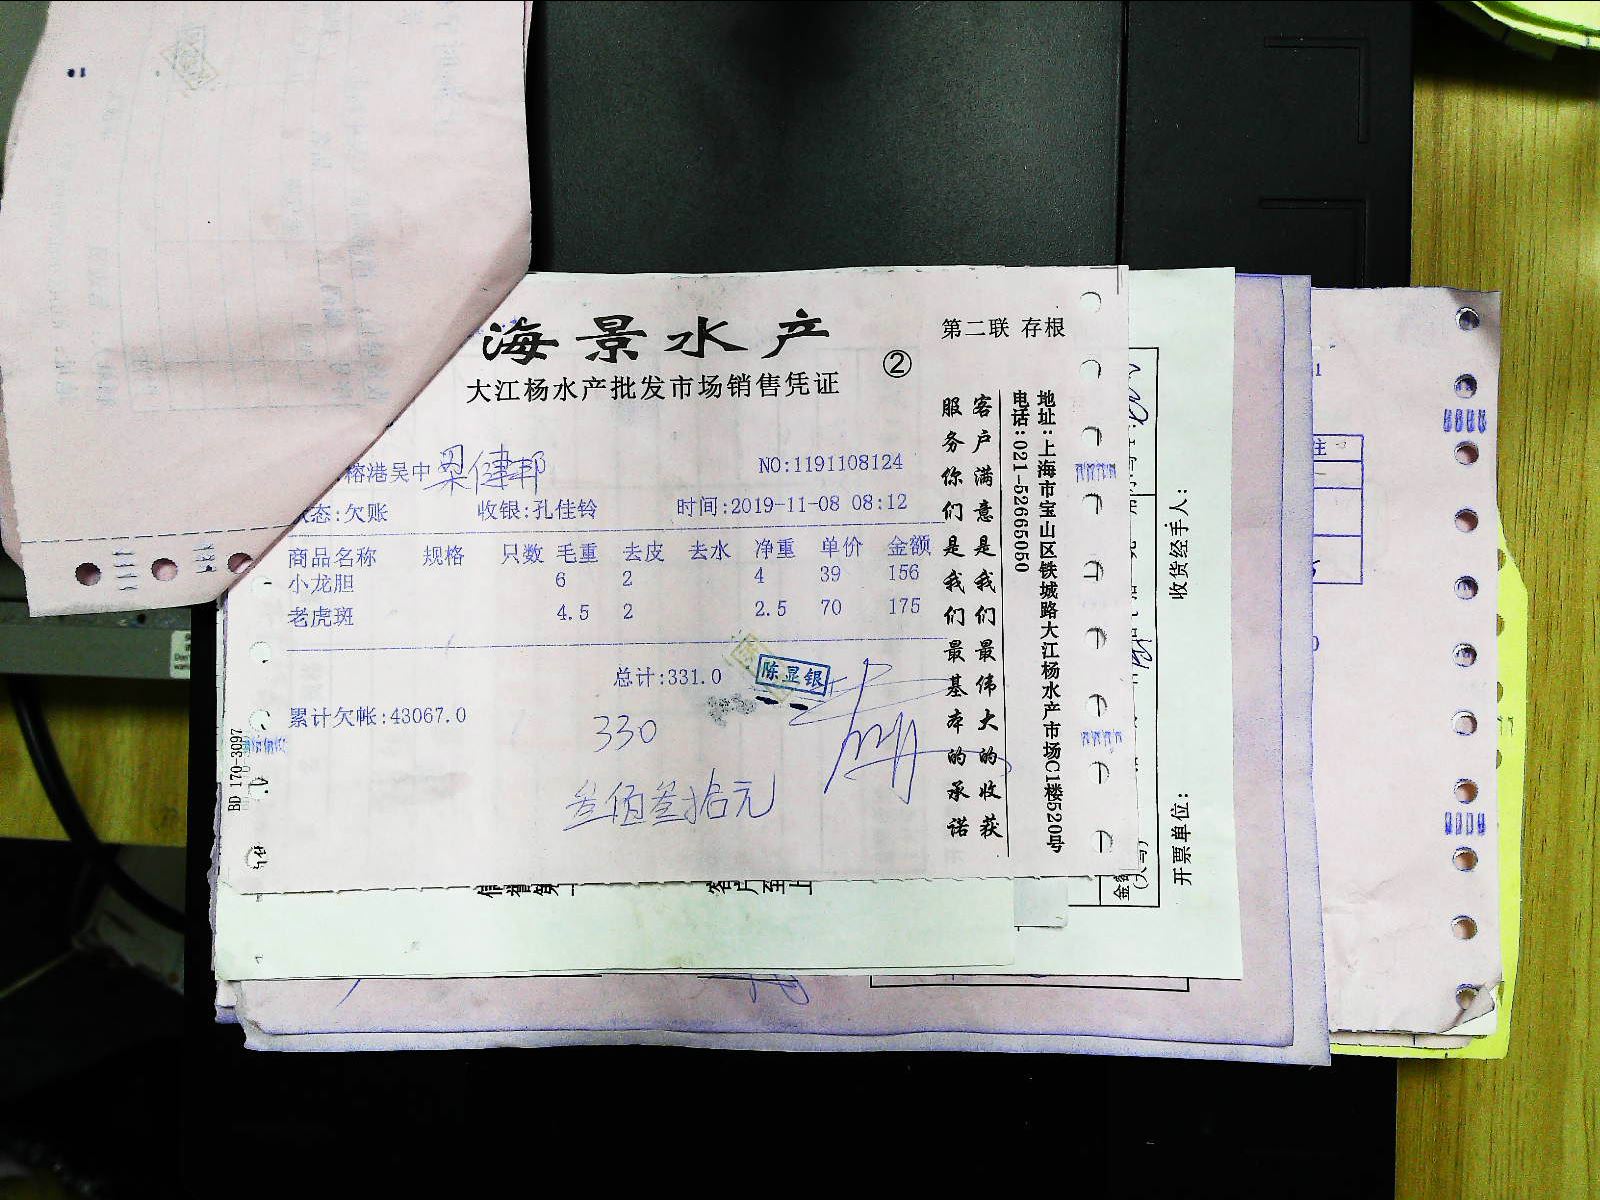 海景水产
②
第二联 存根
大江杨水产批发市场销售凭证
榕港吴中 梁健邦
NO:1191108124
态:欠账 收银:孔佳铃 时间:2019-11-08 08:12
商品名称 规格 只数 毛重 去皮 去水 净重 单价 金额
小龙胆 6 2 4 39 156
老虎斑 4.5 2 2.5 70 175
总计:331.0
陈显银
累计欠帐:43067.0
330
叁佰叁拾元
客户满意是我们最伟大的收获
服务你们是我们最基本的承诺
地址:上海市宝山区铁城路大江杨水产市场C1楼520号
电话:021-52665050
BD 170-3097
收货经手人:
开票单位: